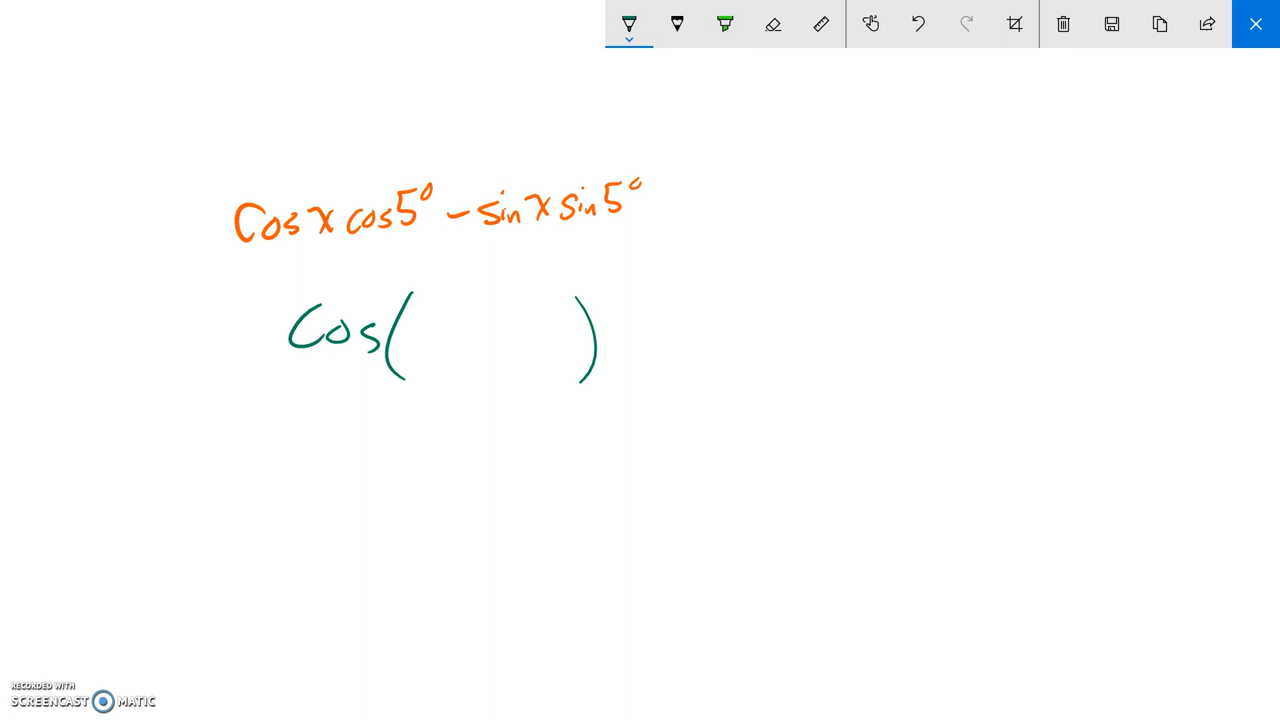 Cos x cos 5° - sin x sin 5°
Cos( )
RECORDED WITH
SCREENCAST MATIC